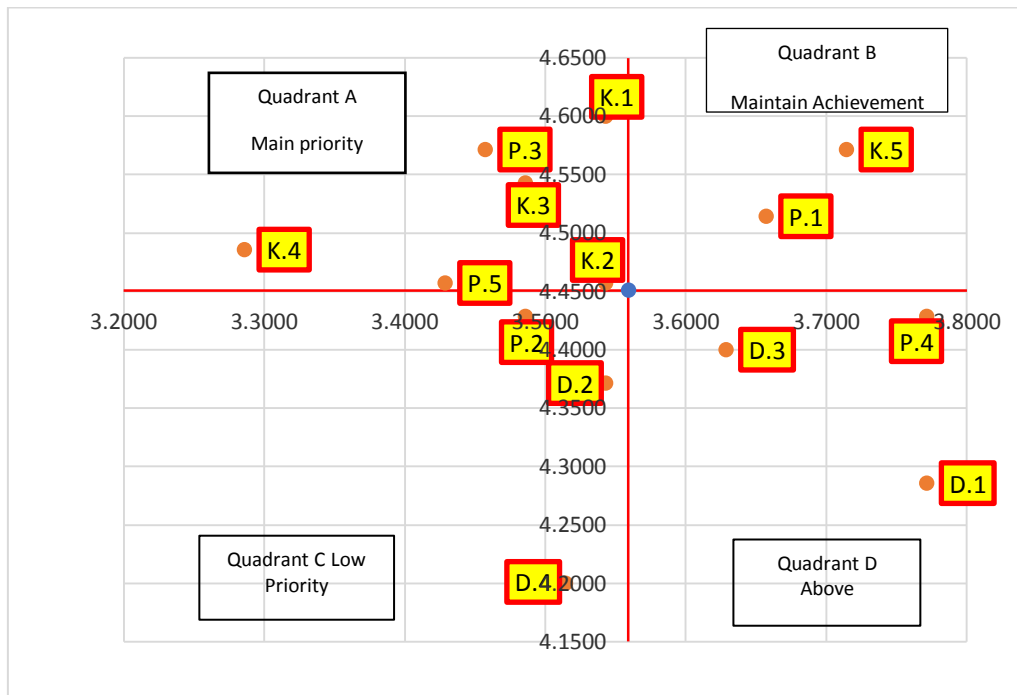 4.6500
Quadrant B
Maintain Achievement
Quadrant A
Main priority
K.1
4.6000
P.3
K.5
4.5500
K.3
P.1
4.5000
K.4
K.2
P.5
4.4500
3.2000 3.3000 3.4000 3.5000 3.6000 3.7000 3.8000
P.2
P.4
D.3
4.4000
D.2
4.3500
4.3000
D.1
Quadrant C Low
Priority
Quadrant D
Above
D.4
4.2000
4.1500